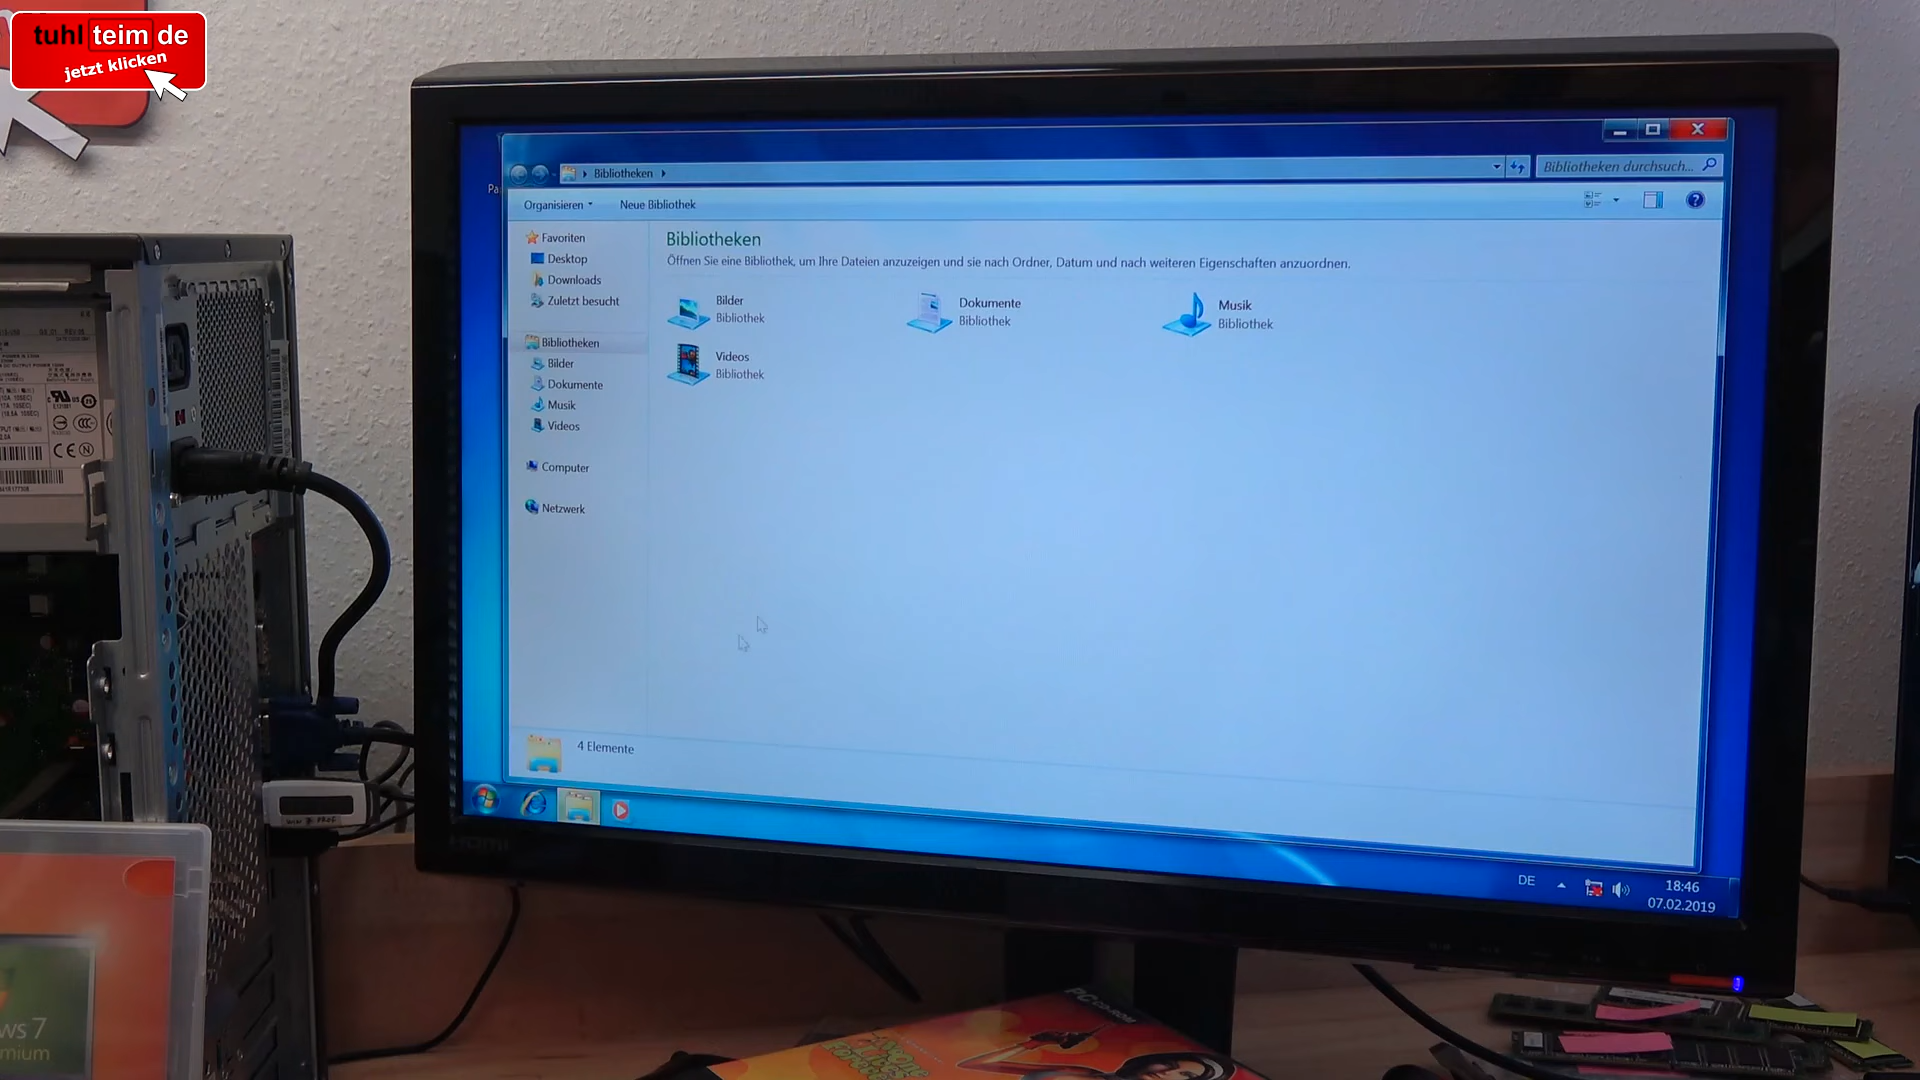 tuhl teim de
jetzt klicken
Bibliotheken
Bibliotheken durchsuch...
Organisieren
Neue Bibliothek
Favoriten
Desktop
Downloads
Zuletzt besucht
Bibliotheken
Bilder
Dokumente
Musik
Videos
Computer
Netzwerk
Bibliotheken
Öffnen Sie eine Bibliothek, um Ihre Dateien anzuzeigen und sie nach Ordner, Datum und nach weiteren Eigenschaften anzuordnen.
Bilder
Bibliothek
Dokumente
Bibliothek
Musik
Bibliothek
Videos
Bibliothek
4 Elemente
DE
18:46
07.02.2019
ws 7
mium
PC CD-ROM